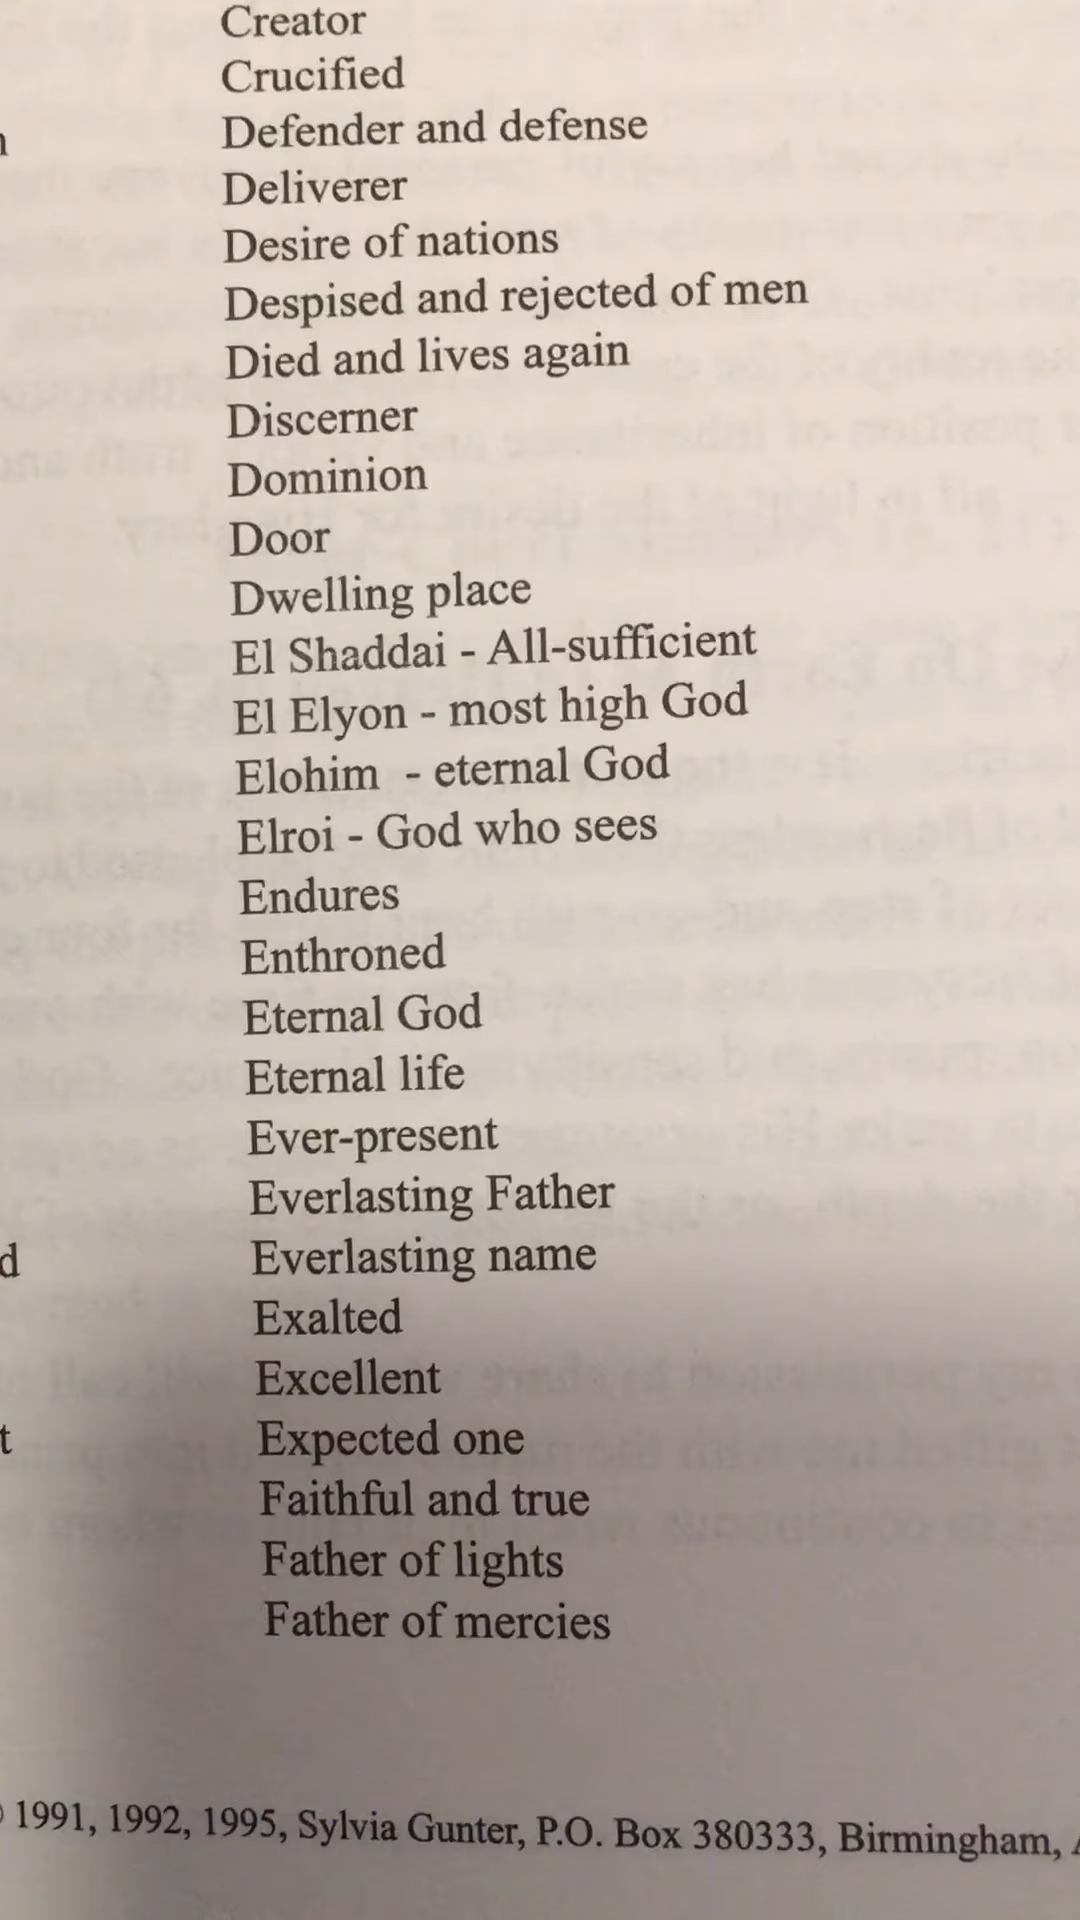 Creator
Crucified
Defender and defense
Deliverer
Desire of nations
Despised and rejected of men
Died and lives again
Discerner
Dominion
Door
Dwelling place
El Shaddai - All-sufficient
El Elyon - most high God
Elohim - eternal God
Elroi - God who sees
Endures
Enthroned
Eternal God
Eternal life
Ever-present
Everlasting Father
Everlasting name
Exalted
Excellent
Expected one
Faithful and true
Father of lights
Father of mercies
1991, 1992, 1995, Sylvia Gunter, P.O. Box 380333, Birmingham,